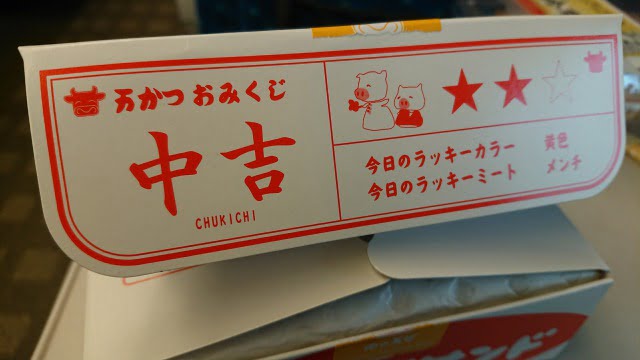 万かつ おみくじ
中吉
CHUKICHI
今日のラッキーカラー 黄色
今日のラッキーミート メンチ